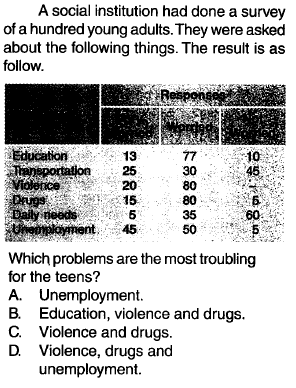 A social institution had done a survey
of a hundred young adults. They were asked
about the following things. The result is as
follow.
Responses
Worried
Education 13 77 10
Transportation 25 30 45
Violence 20 80 -
Drugs 15 80 5
Daily needs 5 35 60
Unemployment 45 50 5
Which problems are the most troubling
for the teens?
A. Unemployment.
B. Education, violence and drugs.
C. Violence and drugs.
D. Violence, drugs and
unemployment.